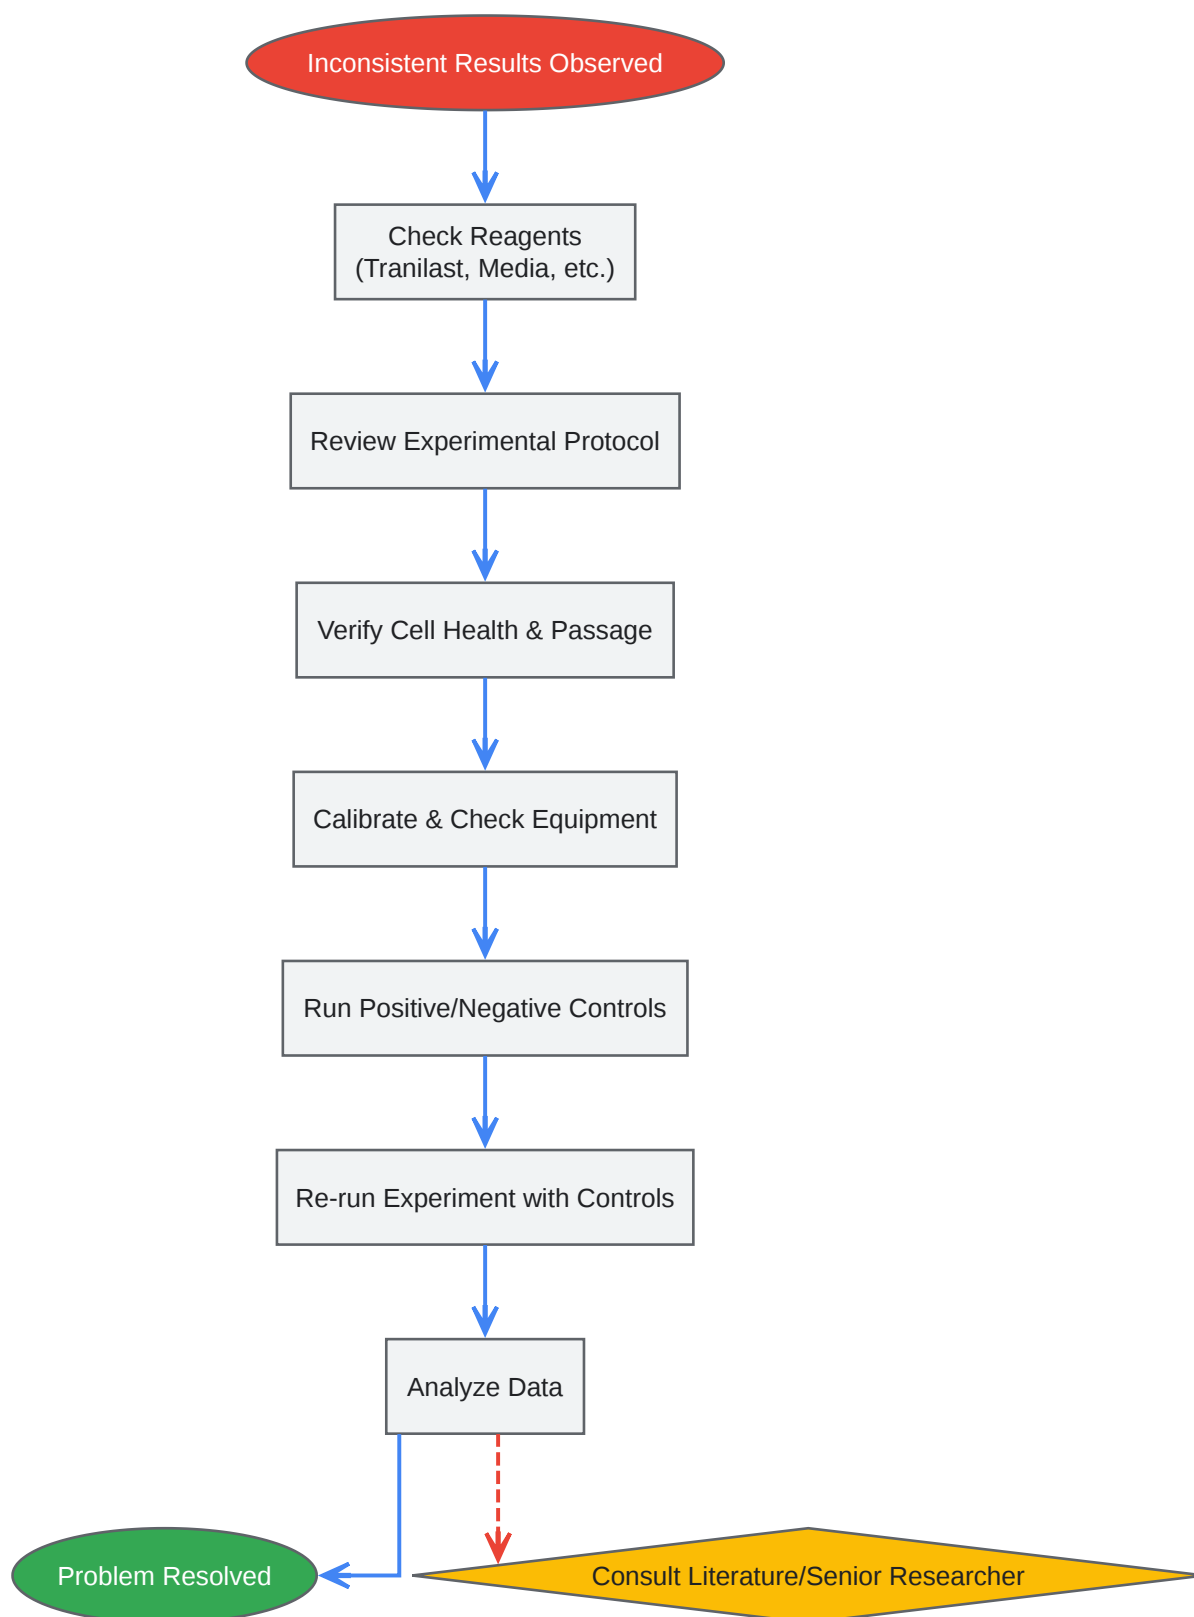 Inconsistent Results Observed
Check Reagents
(Tranilast, Media, etc.)
Review Experimental Protocol
Verify Cell Health & Passage
Calibrate & Check Equipment
Run Positive/Negative Controls
Re-run Experiment with Controls
Analyze Data
Problem Resolved
Consult Literature/Senior Researcher